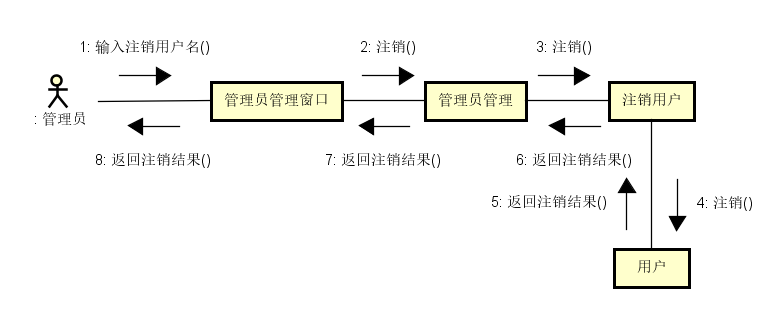 1: 输入注销用户名()
2: 注销()
3: 注销()
管理员管理窗口
管理员管理
注销用户
: 管理员
8: 返回注销结果()
7: 返回注销结果()
6: 返回注销结果()
5: 返回注销结果()
4: 注销()
用户